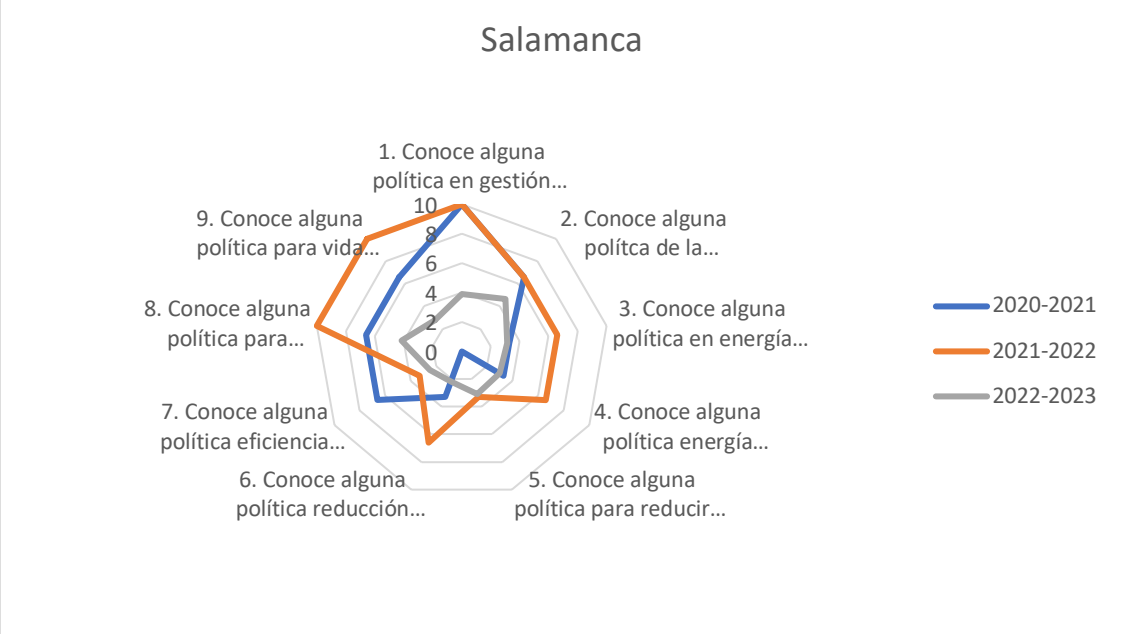 Salamanca
1. Conoce alguna
política en gestión...
2. Conoce alguna
polítca de la...
3. Conoce alguna
política en energía...
4. Conoce alguna
política energía...
5. Conoce alguna
política para reducir...
6. Conoce alguna
política reducción...
7. Conoce alguna
política eficiencia...
8. Conoce alguna
política para...
9. Conoce alguna
política para vida...
10
8
6
4
2
0
2020-2021
2021-2022
2022-2023